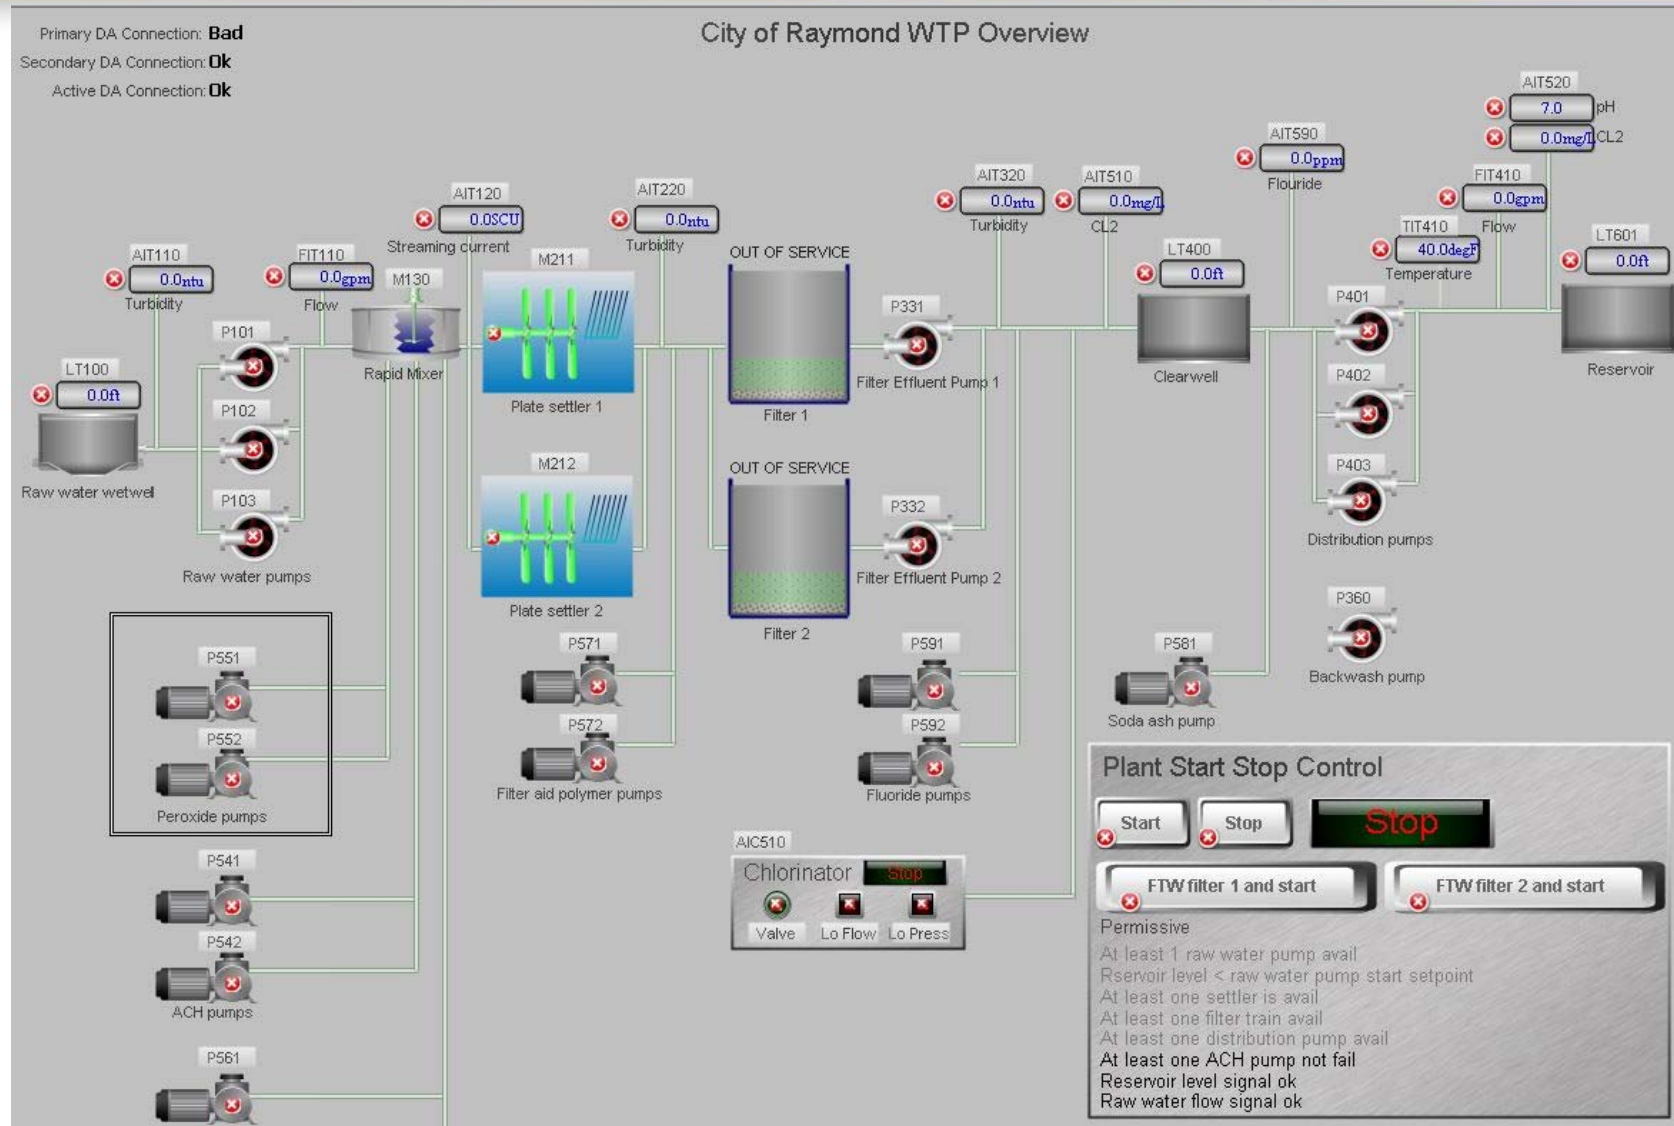 City of Raymond WTP Overview
Primary DA Connection: Bad
Secondary DA Connection: Ok
Active DA Connection: Ok
AIT520
7.0 pH
0.0mg/L CL2
AIT590
0.0ppm
Flouride
AIT320
0.0ntu
Turbidity
AIT510
0.0mg/L
CL2
FIT410
0.0gpm
Flow
TIT410
40.0degF
Temperature
LT601
0.0ft
Reservoir
AIT120
0.0SCU
Streaming current
AIT220
0.0ntu
Turbidity
AIT110
0.0ntu
Turbidity
FIT110
0.0gpm
Flow
M130
Rapid Mixer
M211
Plate settler 1
OUT OF SERVICE
Filter 1
P331
Filter Effluent Pump 1
LT400
0.0ft
Clearwell
P401
P402
P403
Distribution pumps
LT100
0.0ft
Raw water wetwell
P101
P102
P103
Raw water pumps
M212
Plate settler 2
OUT OF SERVICE
Filter 2
P332
Filter Effluent Pump 2
P360
Backwash pump
P551
P552
Peroxide pumps
P571
P572
Filter aid polymer pumps
P591
P592
Fluoride pumps
P581
Soda ash pump
P541
P542
ACH pumps
P561
AIC510
Chlorinator Stop
Valve Lo Flow Lo Press
Plant Start Stop Control
Start Stop Stop
FTW filter 1 and start FTW filter 2 and start
Permissive
At least 1 raw water pump avail
Rservoir level < raw water pump start setpoint
At least one settler is avail
At least one filter train avail
At least one distribution pump avail
At least one ACH pump not fail
Reservoir level signal ok
Raw water flow signal ok